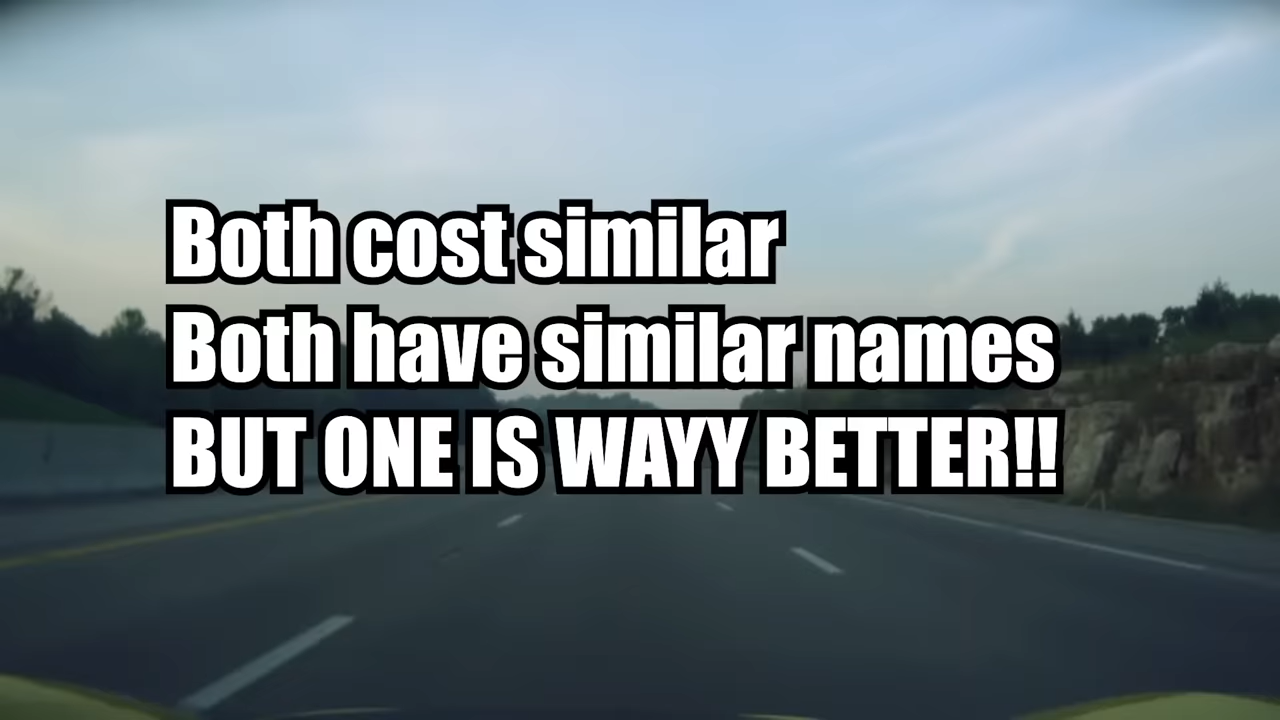 Both cost similar
Both have similar names
BUT ONE IS WAYY BETTER!!